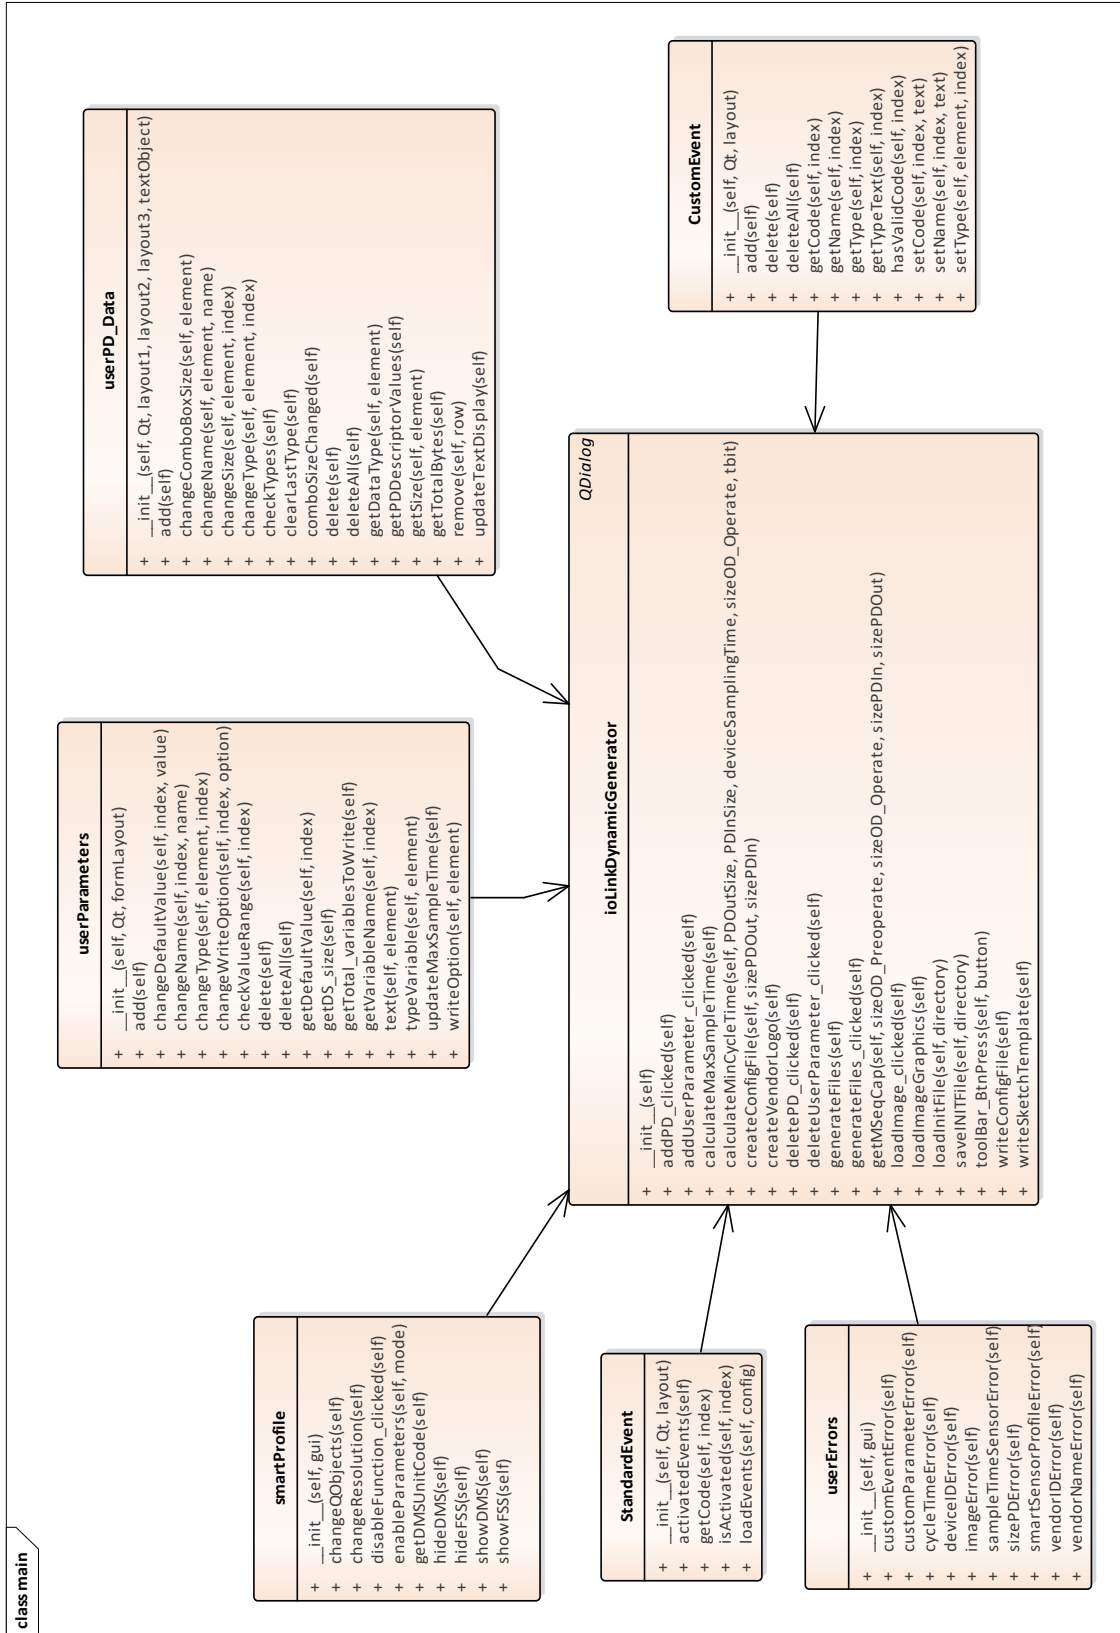 class main
smartProfile
+ __init__(self, gui)
+ changeQObjects(self)
+ changeResolution(self)
+ disableFunction_clicked(self)
+ enableParameters(self, mode)
+ getDMSUnitCode(self)
+ hideDMS(self)
+ hideFSS(self)
+ showDMS(self)
+ showFSS(self)
userParameters
+ __init__(self, Qt, formLayout)
+ add(self)
+ changeDefaultValue(self, index, value)
+ changeName(self, index, name)
+ changeType(self, element, index)
+ changeWriteOption(self, index, option)
+ checkValueRange(self, index)
+ delete(self)
+ deleteAll(self)
+ getDefaultValue(self, index)
+ getDS_size(self)
+ getTotal_variablesToWrite(self)
+ getVariableName(self, index)
+ text(self, element)
+ typeVariable(self, element)
+ updateMaxSampleTime(self)
+ writeOption(self, element)
userPD_Data
+ __init__(self, Qt, layout1, layout2, layout3, textObject)
+ add(self)
+ changeComboBoxSize(self, element)
+ changeName(self, element, name)
+ changeSize(self, element, index)
+ changeType(self, element, index)
+ checkTypes(self)
+ clearLastType(self)
+ comboSizeChanged(self)
+ delete(self)
+ deleteAll(self)
+ getDataType(self, element)
+ getPDDescriptorValues(self)
+ getSize(self, element)
+ getTotalBytes(self)
+ remove(self, row)
+ updateTextDisplay(self)
StandardEvent
+ __init__(self, Qt, layout)
+ activatedEvents(self)
+ getCode(self, index)
+ isActivated(self, index)
+ loadEvents(self, config)
QDialog
ioLinkDynamicGenerator
+ __init__(self)
+ addPD_clicked(self)
+ addUserParameter_clicked(self)
+ calculateMaxSampleTime(self)
+ calculateMinCycleTime(self, PDOutSize, PDInSize, deviceSamplingTime, sizeOD_Operate, tbit)
+ createConfigFile(self, sizePDOut, sizePDIn)
+ createVendorLogo(self)
+ deletePD_clicked(self)
+ deleteUserParameter_clicked(self)
+ generateFiles(self)
+ generateFiles_clicked(self)
+ getMSeqCap(self, sizeOD_Preoperate, sizeOD_Operate, sizePDIn, sizePDOut)
+ loadImage_clicked(self)
+ loadImageGraphics(self)
+ loadInitFile(self, directory)
+ saveINITFile(self, directory)
+ toolBar_BtnPress(self, button)
+ writeConfigFile(self)
+ writeSketchTemplate(self)
CustomEvent
+ __init__(self, Qt, layout)
+ add(self)
+ delete(self)
+ deleteAll(self)
+ getCode(self, index)
+ getName(self, index)
+ getType(self, index)
+ getTypeText(self, index)
+ hasValidCode(self, index)
+ setCode(self, index, text)
+ setName(self, index, text)
+ setType(self, element, index)
userErrors
+ __init__(self, gui)
+ customEventError(self)
+ customParameterError(self)
+ cycleTimeError(self)
+ deviceIDError(self)
+ imageError(self)
+ sampleTimeSensorError(self)
+ sizePDError(self)
+ smartSensorProfileError(self)
+ vendorIDError(self)
+ vendorNameError(self)